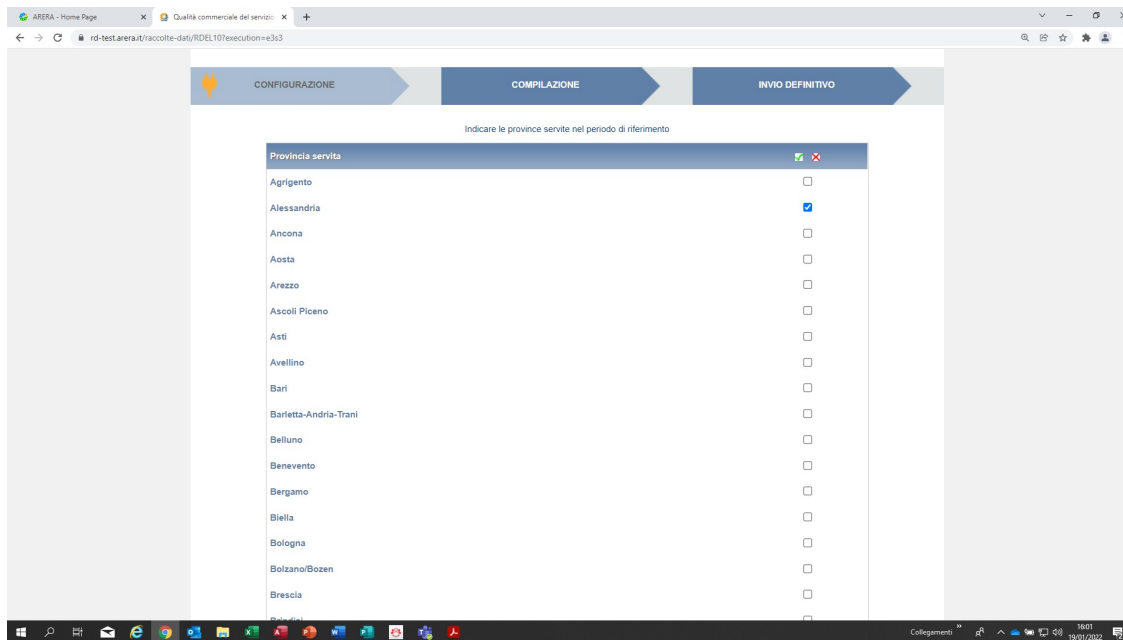 ARERA - Home Page
Qualità commerciale del servizio
rd-test.arera.it/raccolte-dati/RDEL10?execution=e3s3
CONFIGURAZIONE
COMPILAZIONE
INVIO DEFINITIVO
Indicare le province servite nel periodo di riferimento
Provincia servita
Agrigento
Alessandria
Ancona
Aosta
Arezzo
Ascoli Piceno
Asti
Avellino
Bari
Barletta-Andria-Trani
Belluno
Benevento
Bergamo
Biella
Bologna
Bolzano/Bozen
Brescia
Brindisi
Collegamenti
16:01
19/01/2022